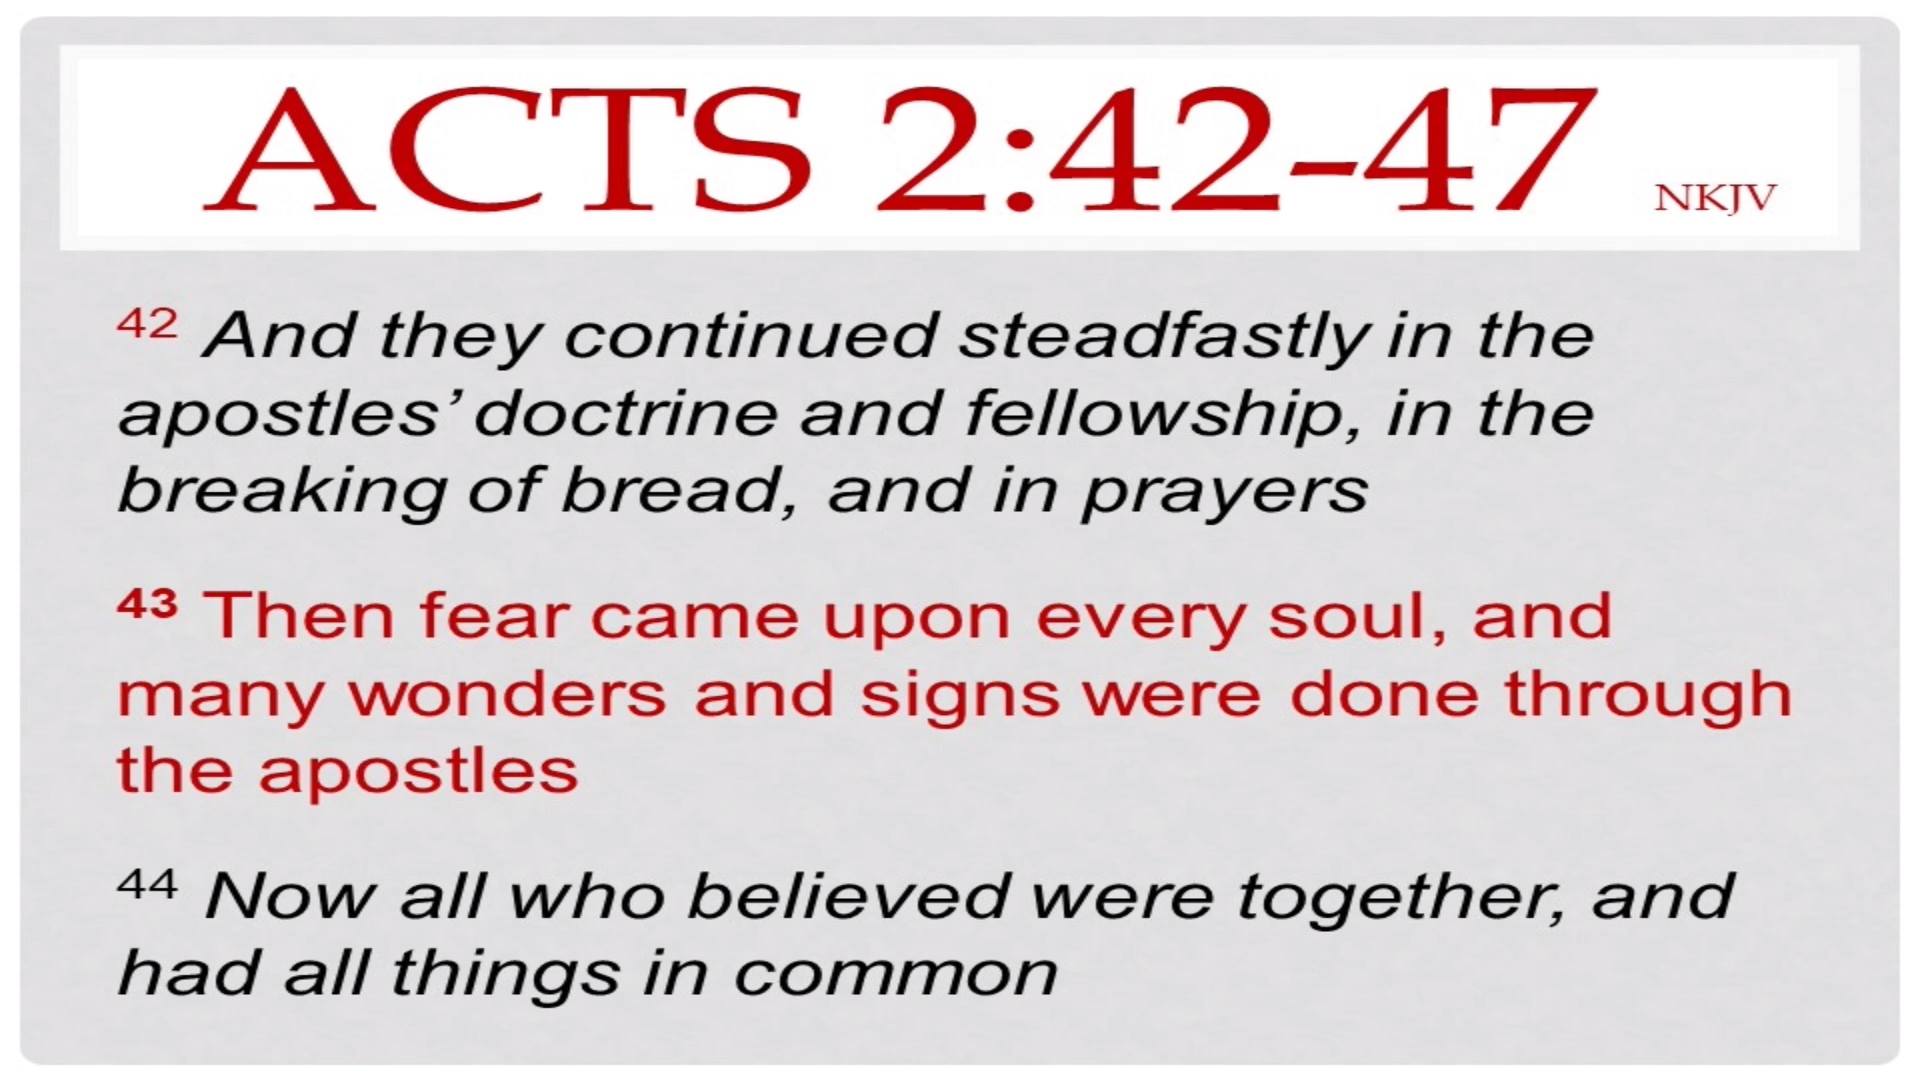 ACTS 2:42-47 NKJV
42 And they continued steadfastly in the
apostles’ doctrine and fellowship, in the
breaking of bread, and in prayers
43 Then fear came upon every soul, and
many wonders and signs were done through
the apostles
44 Now all who believed were together, and
had all things in common